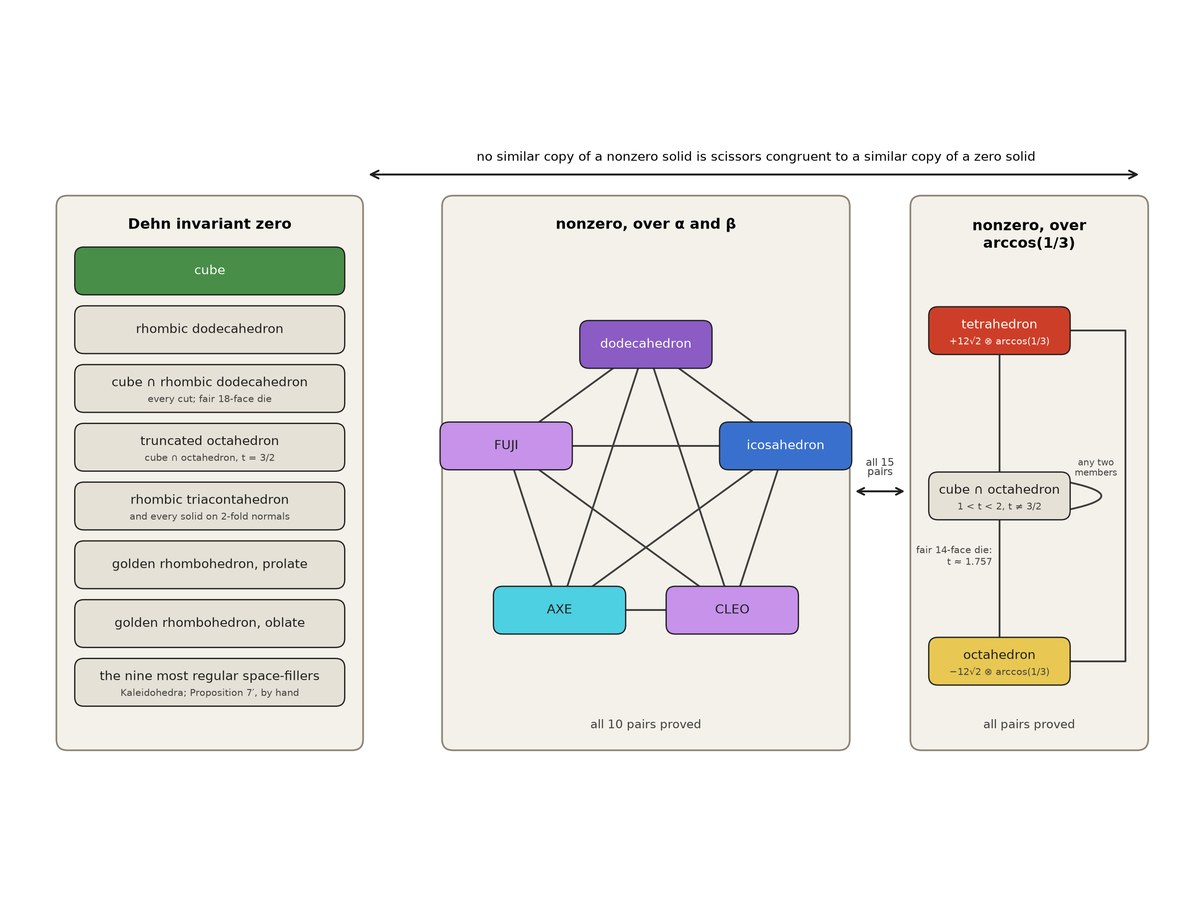 no similar copy of a nonzero solid is scissors congruent to a similar copy of a zero solid
Dehn invariant zero
cube
rhombic dodecahedron
cube ∩ rhombic dodecahedron
every cut; fair 18-face die
truncated octahedron
cube ∩ octahedron, t = 3/2
rhombic triacontahedron
and every solid on 2-fold normals
golden rhombohedron, prolate
golden rhombohedron, oblate
the nine most regular space-fillers
Kaleidohedra; Proposition 7′, by hand
nonzero, over α and β
dodecahedron
FUJI
icosahedron
AXE
CLEO
all 10 pairs proved
all 15
pairs
nonzero, over
arccos(1/3)
tetrahedron
+12√2 ⊗ arccos(1/3)
any two
members
cube ∩ octahedron
1 < t < 2, t ≠ 3/2
fair 14-face die:
t ≈ 1.757
octahedron
−12√2 ⊗ arccos(1/3)
all pairs proved